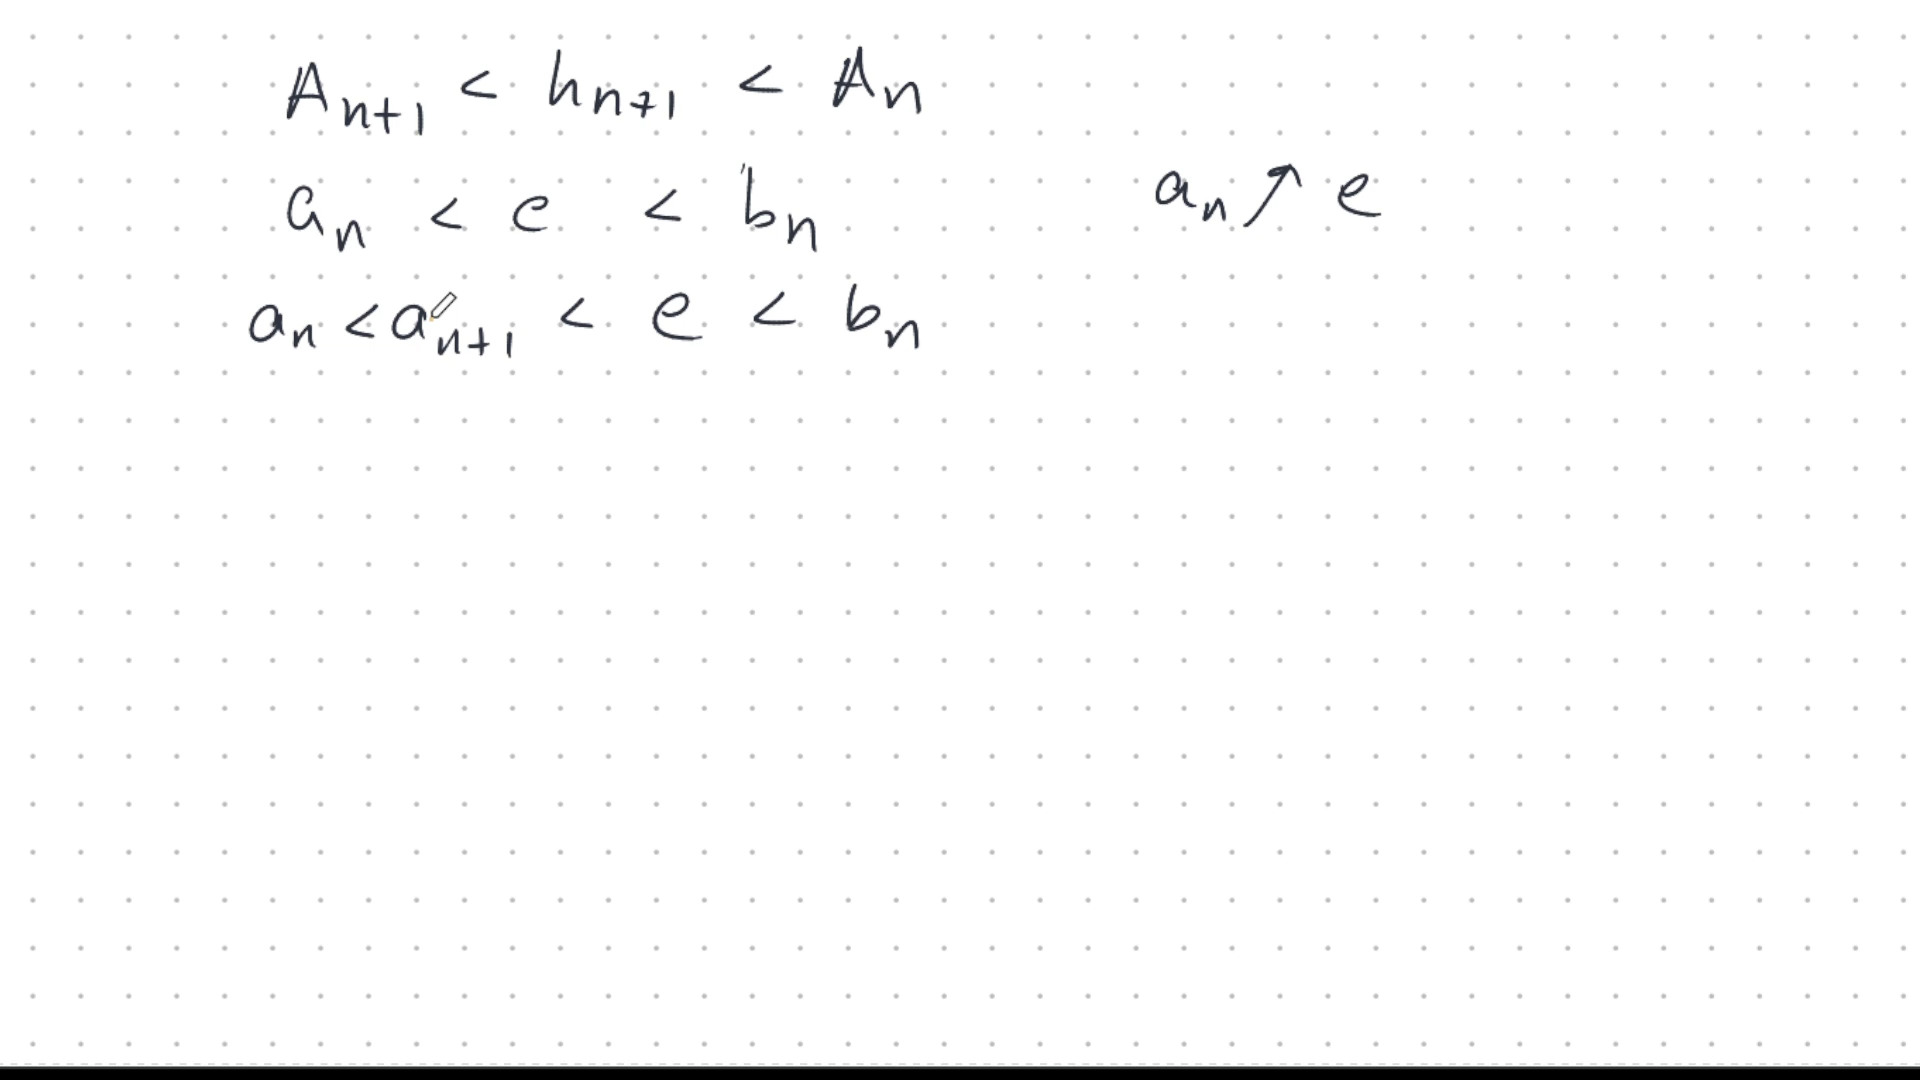 A_{n+1} < h_{n+1} < A_n
a_n < e < b_n
a_n ↗ e
a_n < a_{n+1} < e < b_n